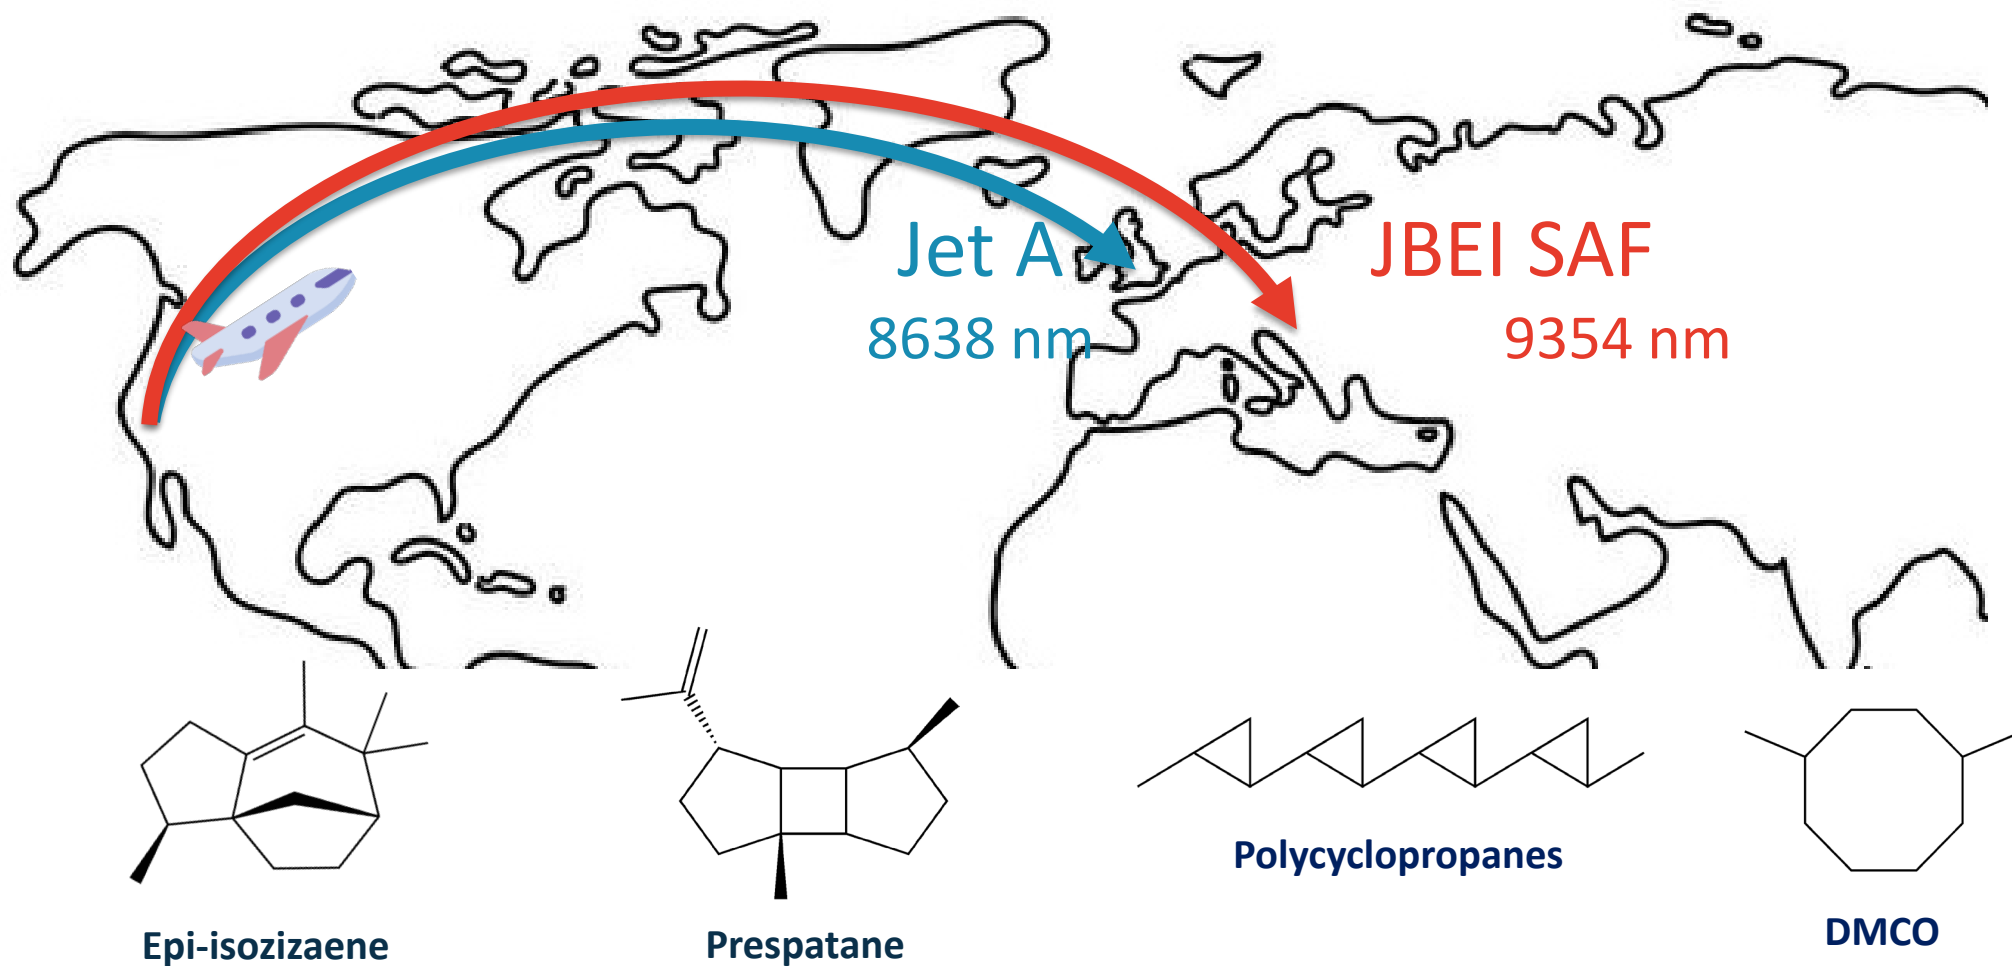 Jet A
8638 nm
JBEI SAF
9354 nm
Epi-isozizaene
Prespatane
Polycyclopropanes
DMCO